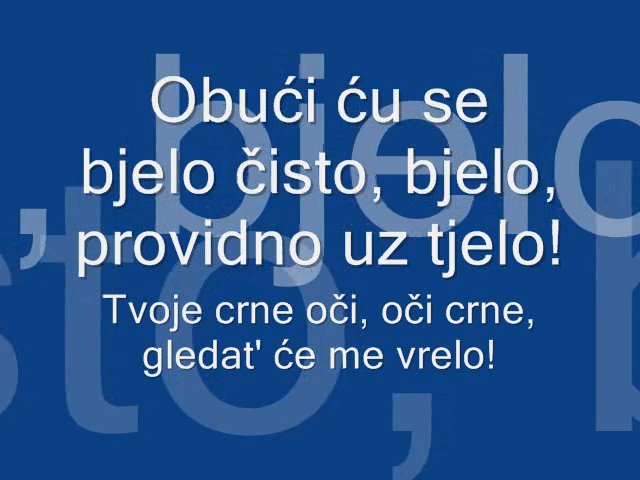 Obući ću se
bjelo čisto, bjelo,
providno uz tjelo!
Tvoje crne oči, oči crne,
gledat' će me vrelo!